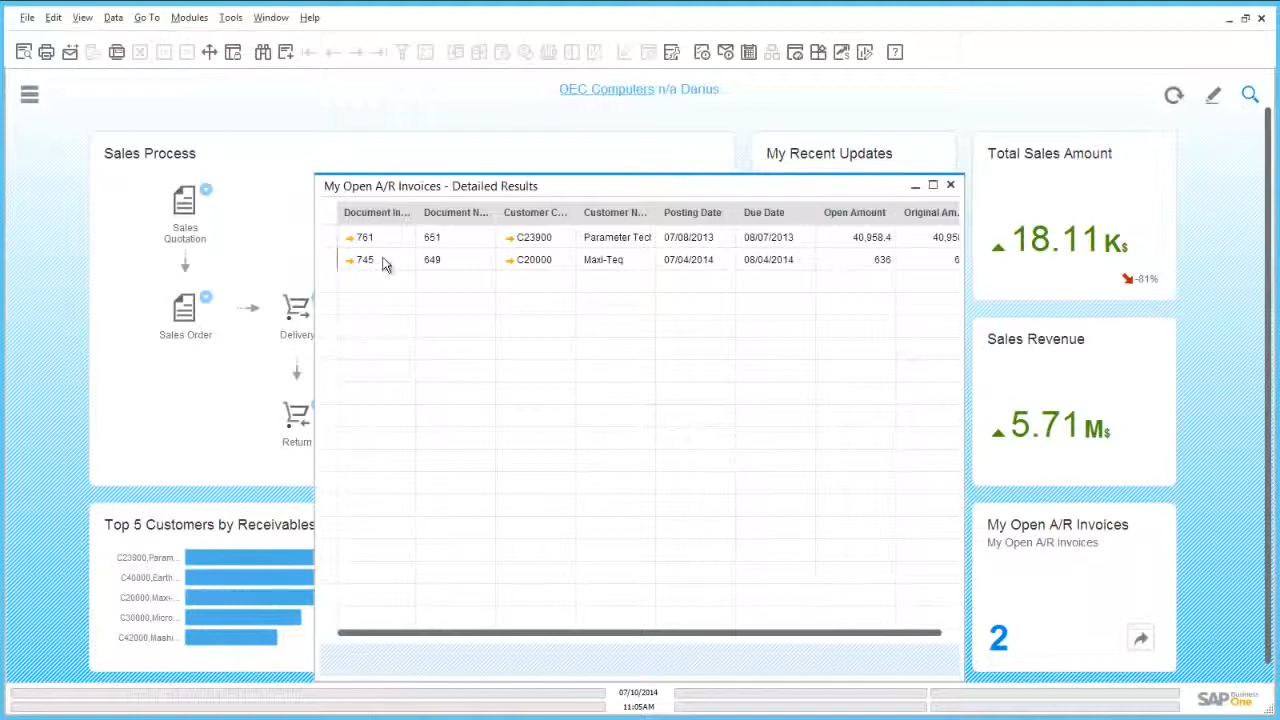 File Edit View Data Go To Modules Tools Window Help
OEC Computers n/a Darius
Sales Process
Sales
Quotation
Sales Order
Delivery
Return
My Recent Updates
Total Sales Amount
18.11 K$
-81%
Sales Revenue
5.71 M$
My Open A/R Invoices - Detailed Results
Document In... Document N... Customer C... Customer N... Posting Date Due Date Open Amount Original Am.
761 651 C23900 Parameter Tech 07/08/2013 08/07/2013 40,958.4 40,95
745 649 C20000 Maxi-Teq 07/04/2014 08/04/2014 636 6
Top 5 Customers by Receivables
C23900,Param...
C40000,Earth...
C20000,Maxi-...
C30000,Micro...
C42000,Mashi...
My Open A/R Invoices
My Open A/R Invoices
2
07/10/2014
11:05AM
SAP Business One